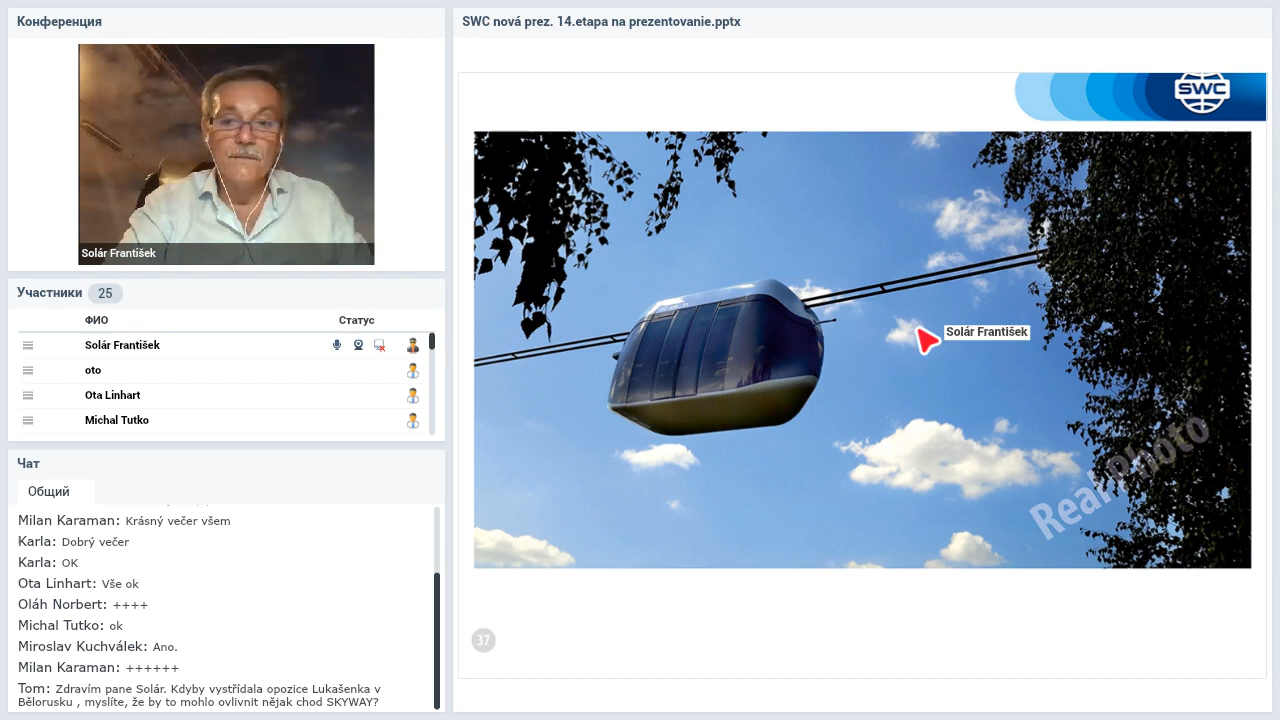 Конференция
Solár František
Участники 25
ФИО Статус
Solár František
oto
Ota Linhart
Michal Tutko
Чат
Общий
Milan Karaman: Krásný večer všem
Karla: Dobrý večer
Karla: OK
Ota Linhart: Vše ok
Oláh Norbert: ++++
Michal Tutko: ok
Miroslav Kuchválek: Ano.
Milan Karaman: ++++++
Tom: Zdravím pane Solár. Kdyby vystřídala opozice Lukašenka v
Bělorusku , myslíte, že by to mohlo ovlivnit nějak chod SKYWAY?
SWC nová prez. 14.etapa na prezentovanie.pptx
SWC
Solár František
Real Photo
37